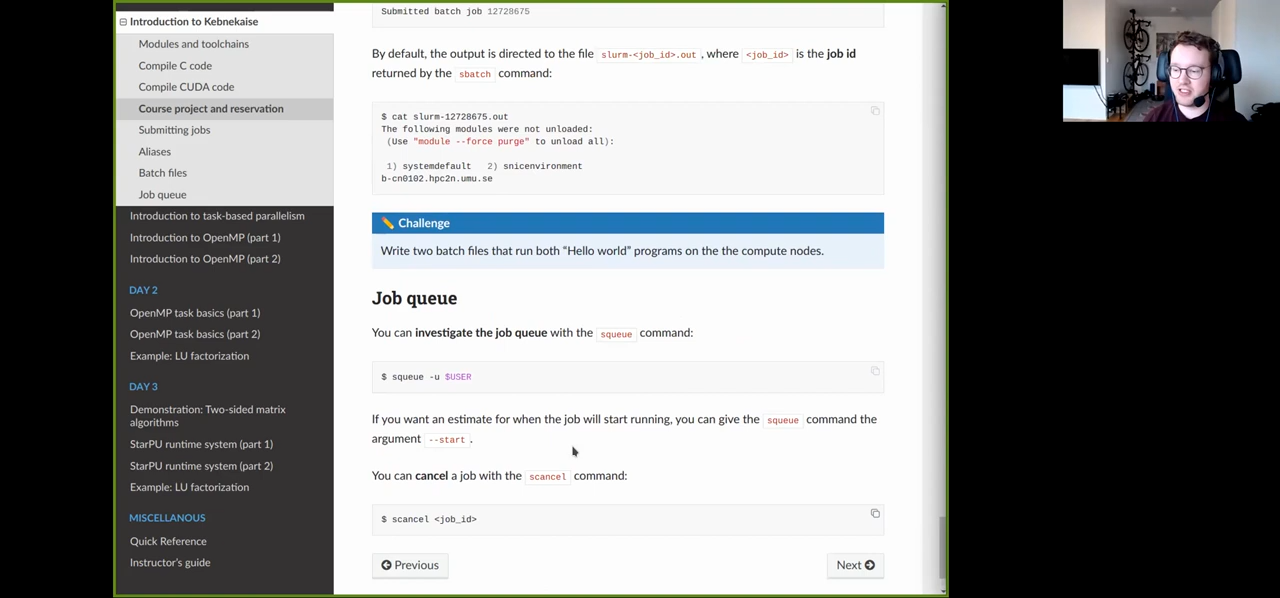 Introduction to Kebnekaise
Modules and toolchains
Compile C code
Compile CUDA code
Course project and reservation
Submitting jobs
Aliases
Batch files
Job queue
Introduction to task-based parallelism
Introduction to OpenMP (part 1)
Introduction to OpenMP (part 2)
DAY 2
OpenMP task basics (part 1)
OpenMP task basics (part 2)
Example: LU factorization
DAY 3
Demonstration: Two-sided matrix
algorithms
StarPU runtime system (part 1)
StarPU runtime system (part 2)
Example: LU factorization
MISCELLANOUS
Quick Reference
Instructor's guide
Submitted batch job 12728675
By default, the output is directed to the file slurm-<job_id>.out, where <job_id> is the job id
returned by the sbatch command:
$ cat slurm-12728675.out
The following modules were not unloaded:
(Use "module --force purge" to unload all):
1) systemdefault 2) snicenvironment
b-cn0102.hpc2n.umu.se
Challenge
Write two batch files that run both “Hello world” programs on the the compute nodes.
Job queue
You can investigate the job queue with the squeue command:
$ squeue -u $USER
If you want an estimate for when the job will start running, you can give the squeue command the
argument --start.
You can cancel a job with the scancel command:
$ scancel <job_id>
Previous
Next